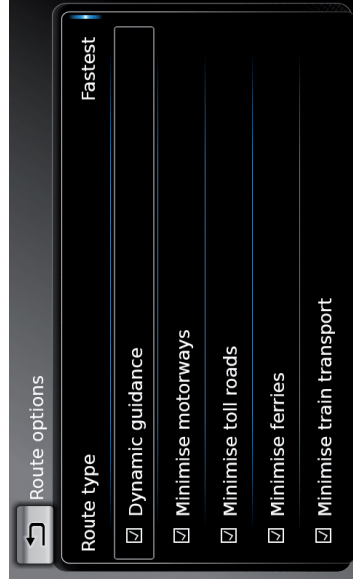 Route options
Route type Fastest
Dynamic guidance
Minimise motorways
Minimise toll roads
Minimise ferries
Minimise train transport